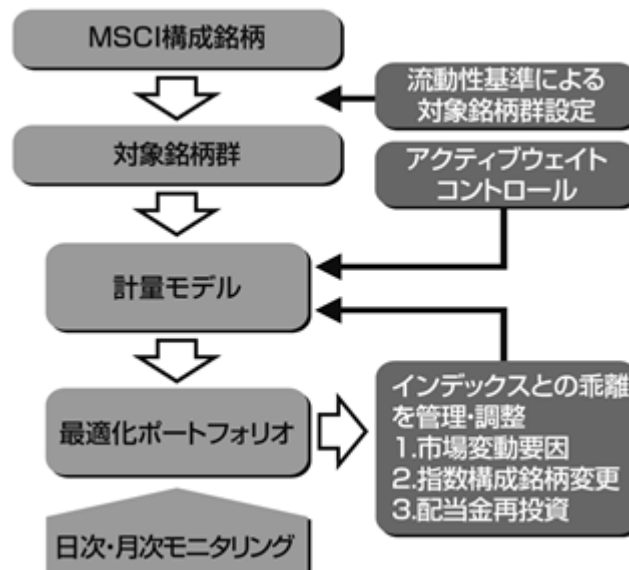 MSCI構成銘柄
流動性基準による
対象銘柄群設定
対象銘柄群
アクティブウェイト
コントロール
計量モデル
最適化ポートフォリオ
インデックスとの乖離
を管理・調整
1.市場変動要因
2.指数構成銘柄変更
3.配当金再投資
日次・月次モニタリング